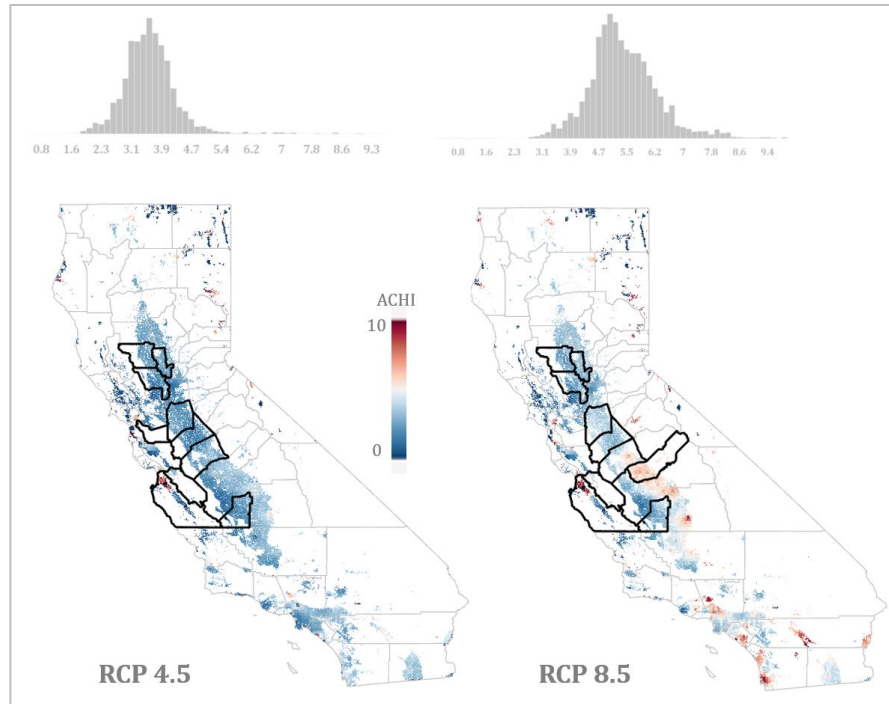 0.8 1.6 2.3 3.1 3.9 4.7 5.4 6.2 7 7.8 8.6 9.3
0.8 1.6 2.3 3.1 3.9 4.7 5.5 6.2 7 7.8 8.6 9.4
ACHI
10
0
RCP 4.5
RCP 8.5